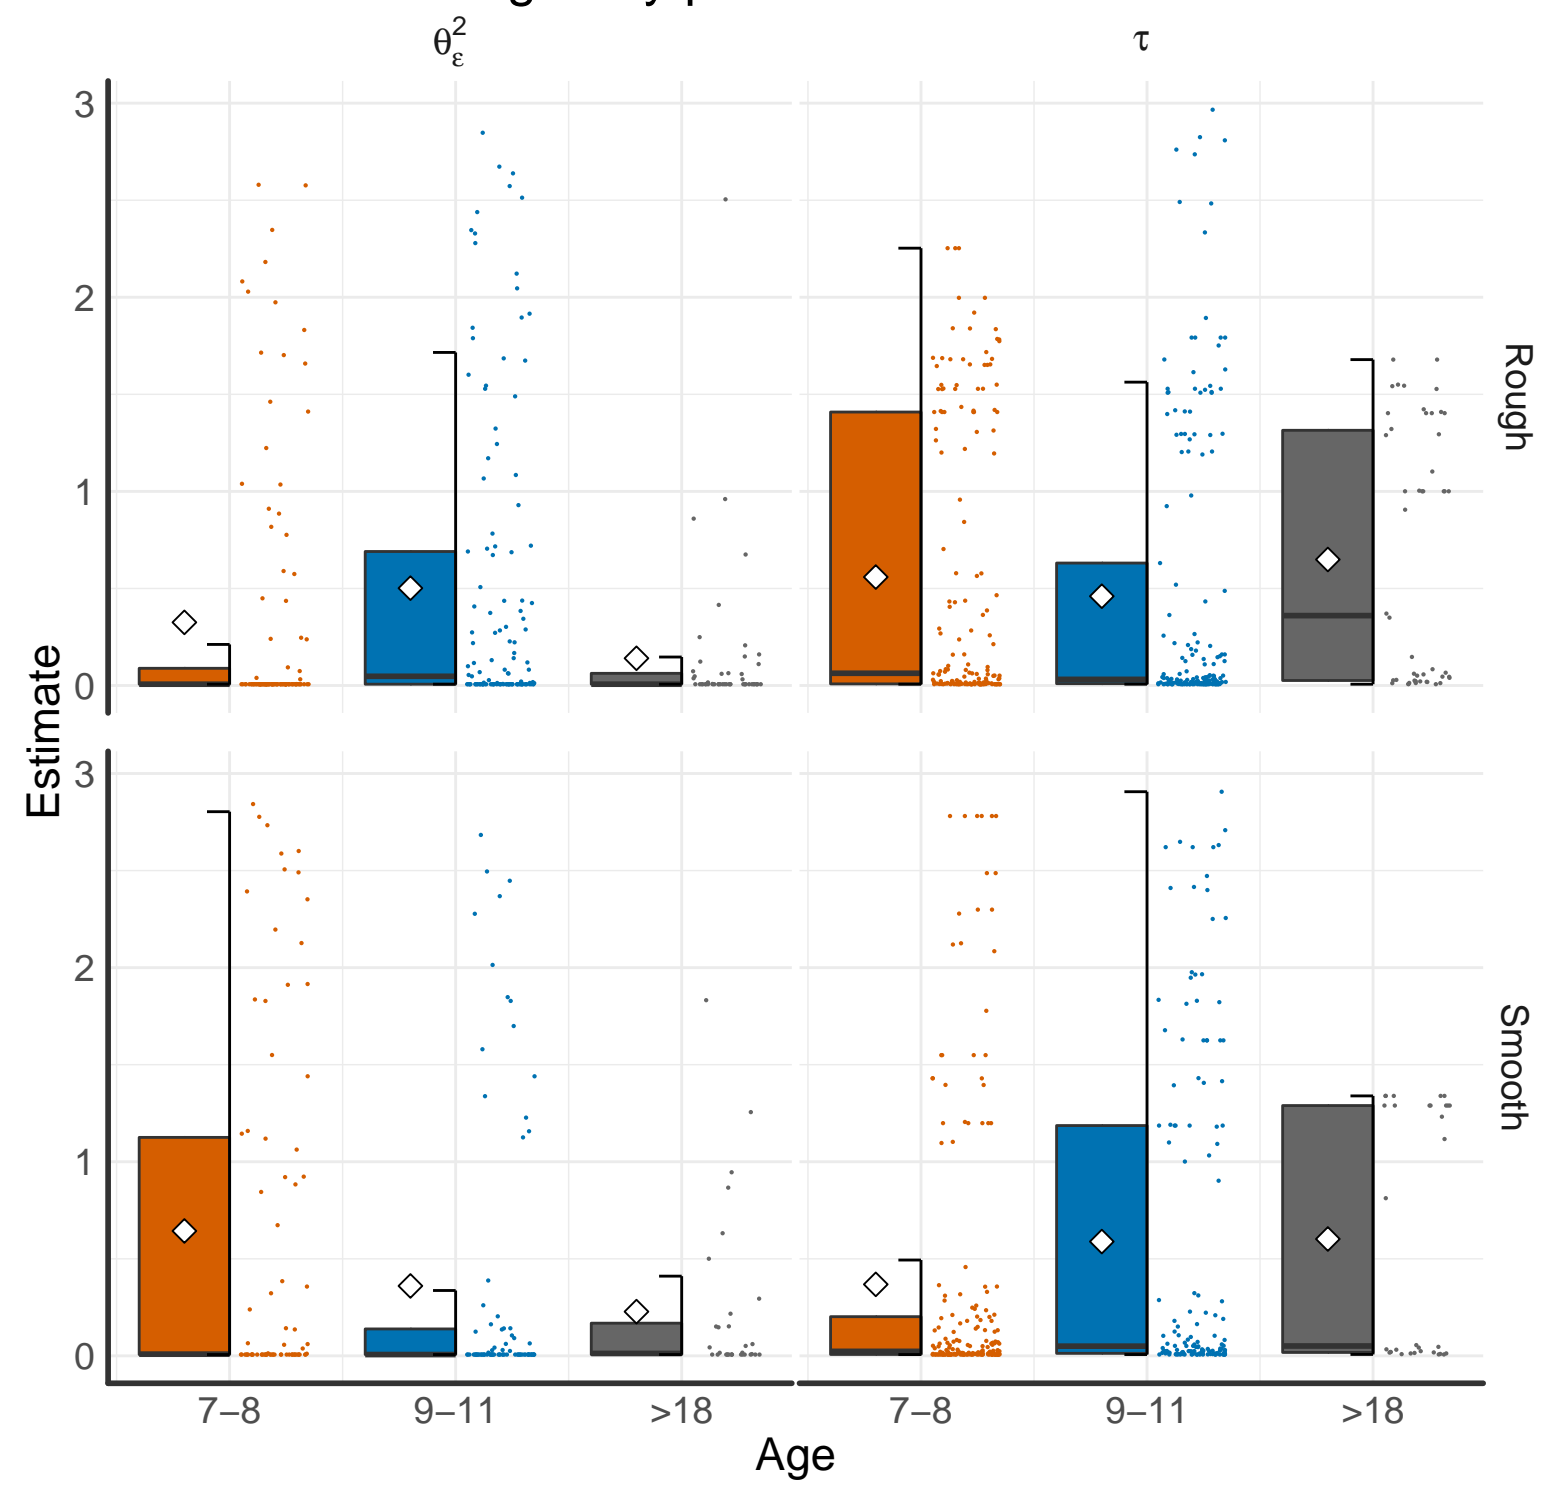 θ²ε τ
3
2
1
0
Rough
Estimate
3
2
1
0
Smooth
7–8 9–11 >18 7–8 9–11 >18
Age